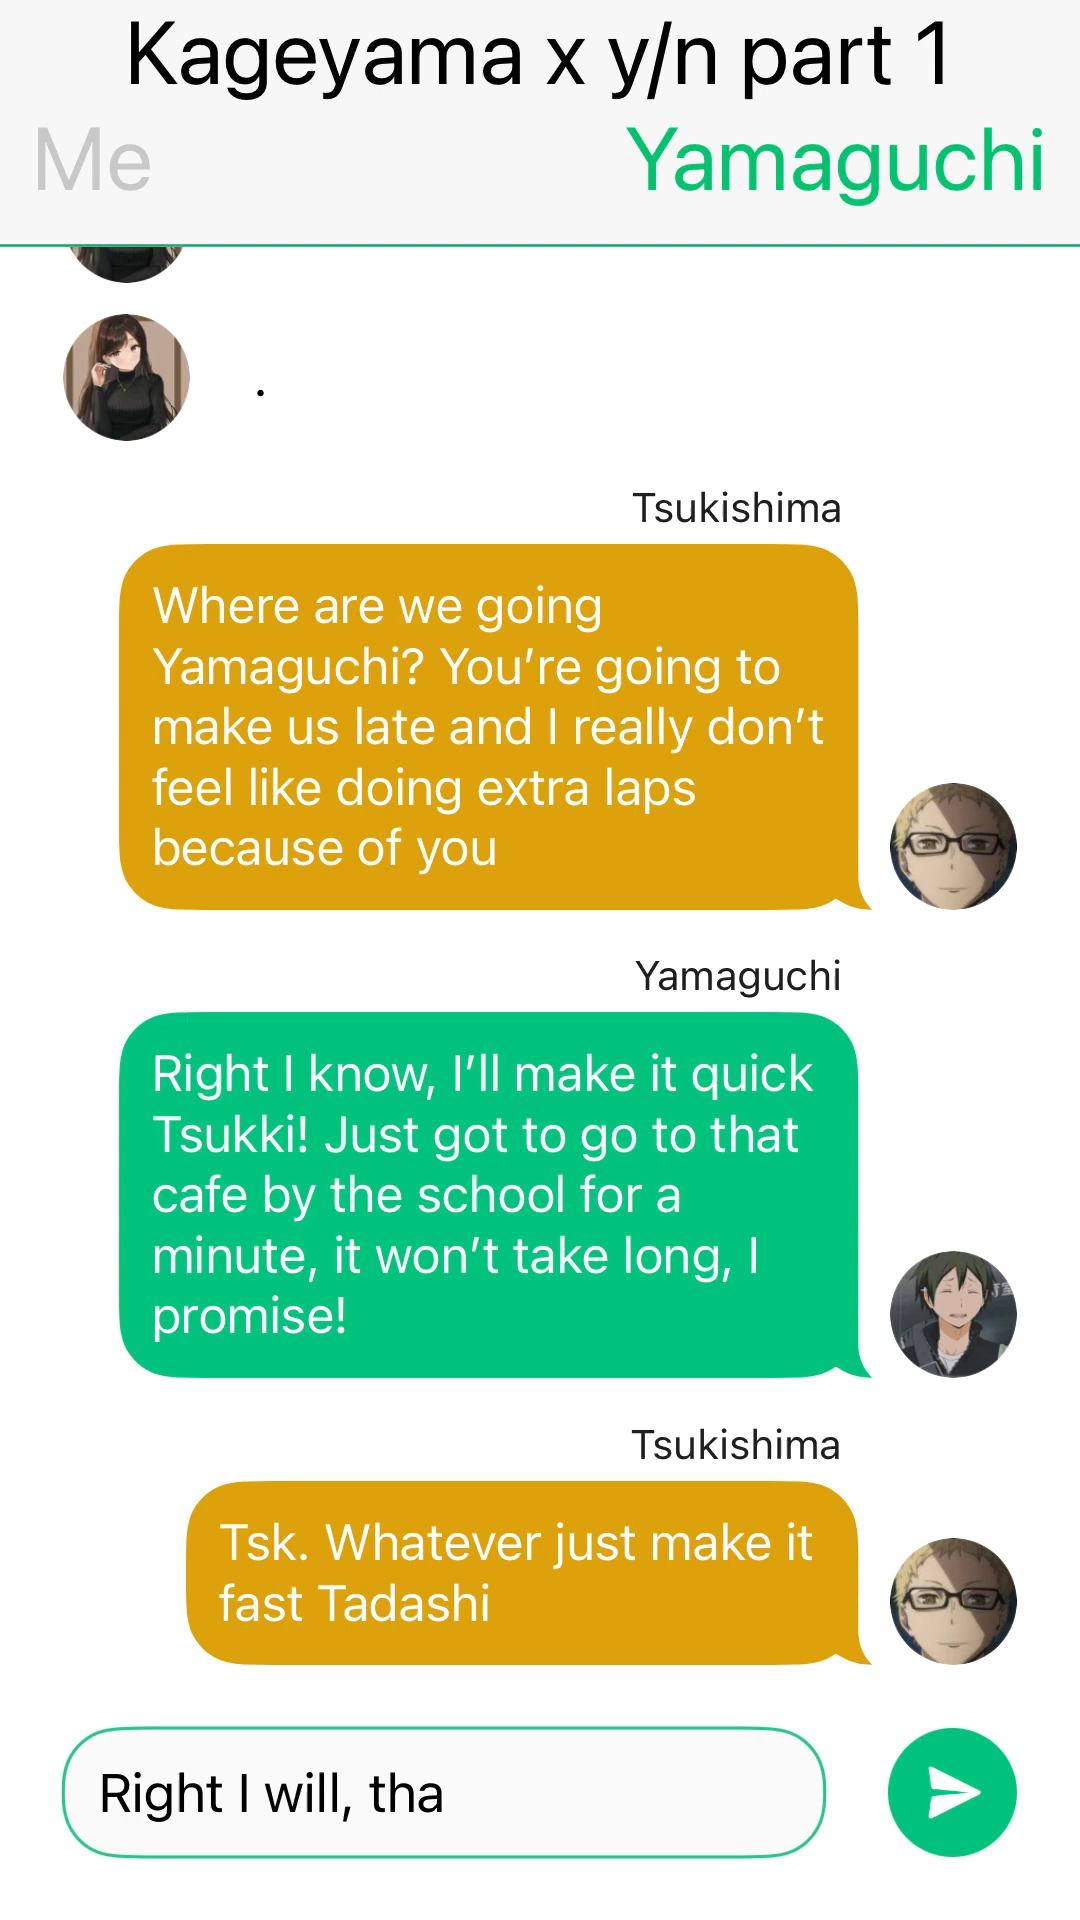 Kageyama x y/n part 1
Me
Yamaguchi
.
Tsukishima
Where are we going
Yamaguchi? You’re going to
make us late and I really don’t
feel like doing extra laps
because of you
Yamaguchi
Right I know, I’ll make it quick
Tsukki! Just got to go to that
cafe by the school for a
minute, it won’t take long, I
promise!
Tsukishima
Tsk. Whatever just make it
fast Tadashi
Right I will, tha